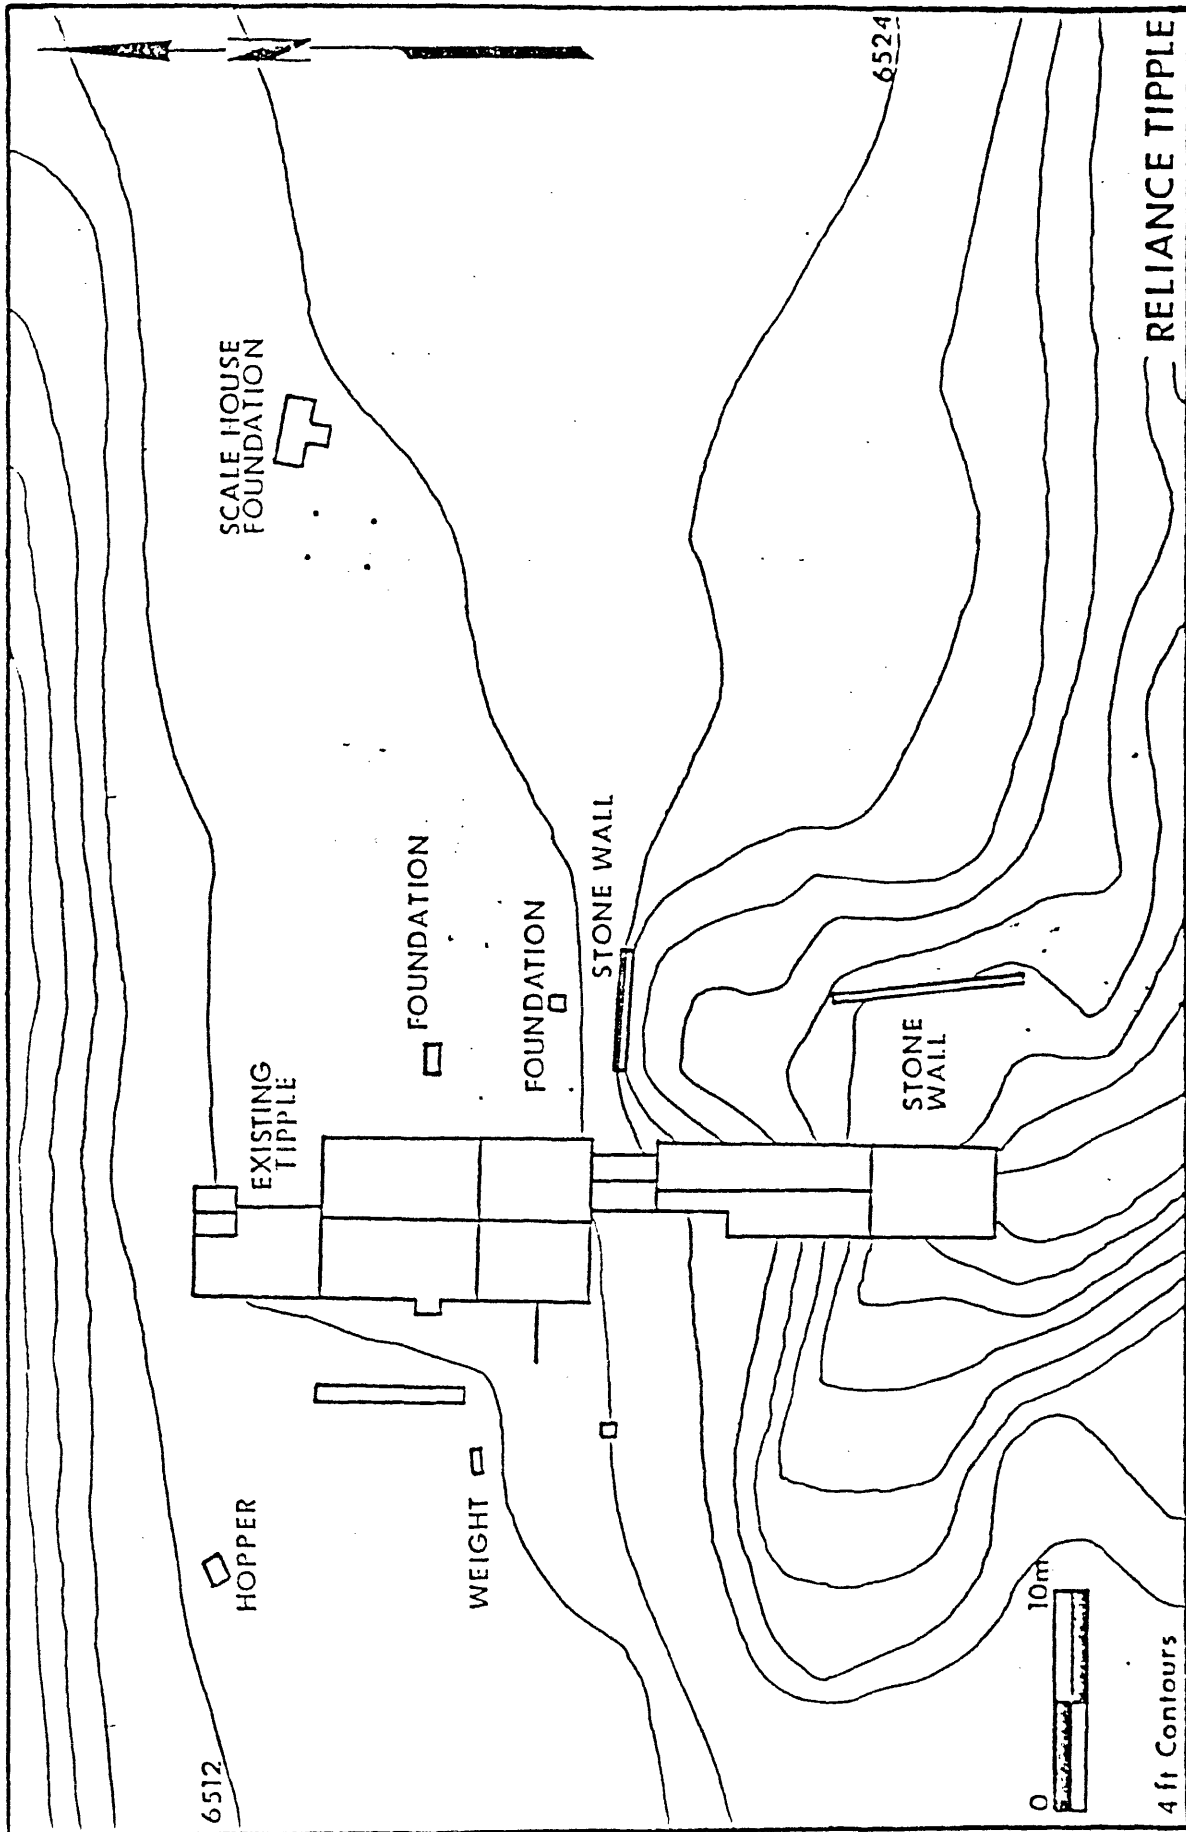 6524
RELIANCE TIPPLE
SCALE HOUSE
FOUNDATION
FOUNDATION
FOUNDATION
STONE WALL
EXISTING
TIPPLE
STONE
WALL
HOPPER
WEIGHT
6512
0
10m
4 ft Contours